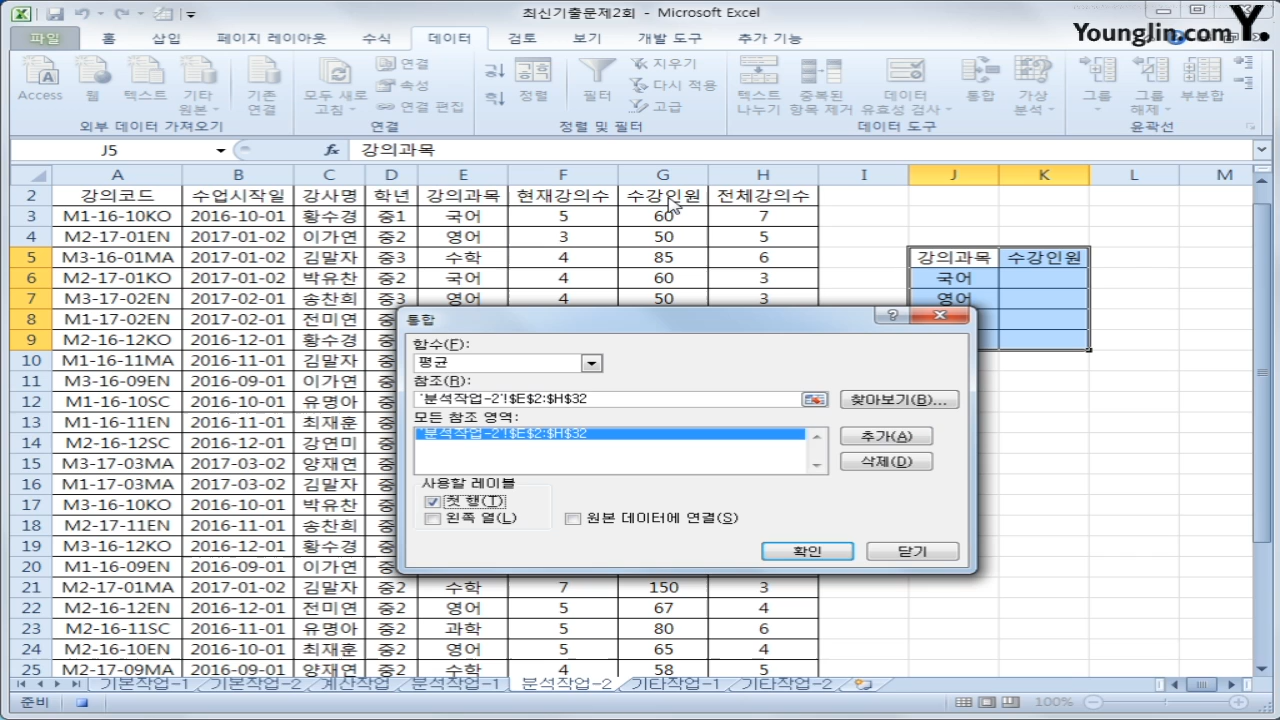 최신기출문제2회 - Microsoft Excel
Younglin.com Y.
파일 홈 삽입 페이지 레이아웃 수식 데이터 검토 보기 개발 도구 추가 기능
Access 웹 텍스트 기타 원본 기존 연결 모두 새로 고침 연결 속성 연결 편집 정렬 필터 지우기 다시 적용 고급 텍스트 나누기 중복된 항목 제거 데이터 유효성 검사 통합 가상 분석 그룹 그룹 해제 부분합
외부 데이터 가져오기 연결 정렬 및 필터 데이터 도구 윤곽선
J5 fx 강의과목
A B C D E F G H I J K L M
2 강의코드 수업시작일 강사명 학년 강의과목 현재강의수 수강인원 전체강의수
3 M1-16-10KO 2016-10-01 황수경 중1 국어 5 60 7
4 M2-17-01EN 2017-01-02 이가연 중2 영어 3 50 5
5 M3-16-01MA 2017-01-02 김말자 중3 수학 4 85 6 강의과목 수강인원
6 M2-17-01KO 2017-01-02 박유찬 중2 국어 4 60 3 국어
7 M3-17-02EN 2017-02-01 송찬희 중3 영어 4 50 3 영어
8 M1-17-02EN 2017-02-01 전미연
9 M2-16-12KO 2016-12-01 황수경
10 M1-16-11MA 2016-11-01 김말자
11 M3-16-09EN 2016-09-01 이가연
12 M1-16-10SC 2016-10-01 유명아
13 M1-16-11EN 2016-11-01 최재훈
14 M2-16-12SC 2016-12-01 강연미
15 M3-17-03MA 2017-03-02 양재연
16 M1-17-03MA 2017-03-02 김말자
17 M3-16-10KO 2016-10-01 박유찬
18 M2-17-11EN 2016-11-01 송찬희
19 M3-16-12KO 2016-12-01 황수경
20 M1-16-09EN 2016-09-01 이가연
21 M2-17-01MA 2017-01-02 김말자 중2 수학 7 150 3
22 M2-16-12EN 2016-12-01 전미연 중2 영어 5 67 4
23 M2-16-11SC 2016-11-01 유명아 중2 과학 5 80 6
24 M2-16-10EN 2016-10-01 최재훈 중2 영어 5 65 4
25 M2-17-09MA 2016-09-01 양재연 중2 수학 4 58 5
통합
함수(F):
평균
참조(R):
'분석작업-2'!$E$2:$H$32 찾아보기(B)...
모든 참조 영역:
'분석작업-2'!$E$2:$H$32 추가(A)
삭제(D)
사용할 레이블
첫 행(T)
왼쪽 열(L) 원본 데이터에 연결(S)
확인 닫기
기본작업-1 기본작업-2 계산작업 분석작업-1 분석작업-2 기타작업-1 기타작업-2
준비 100%